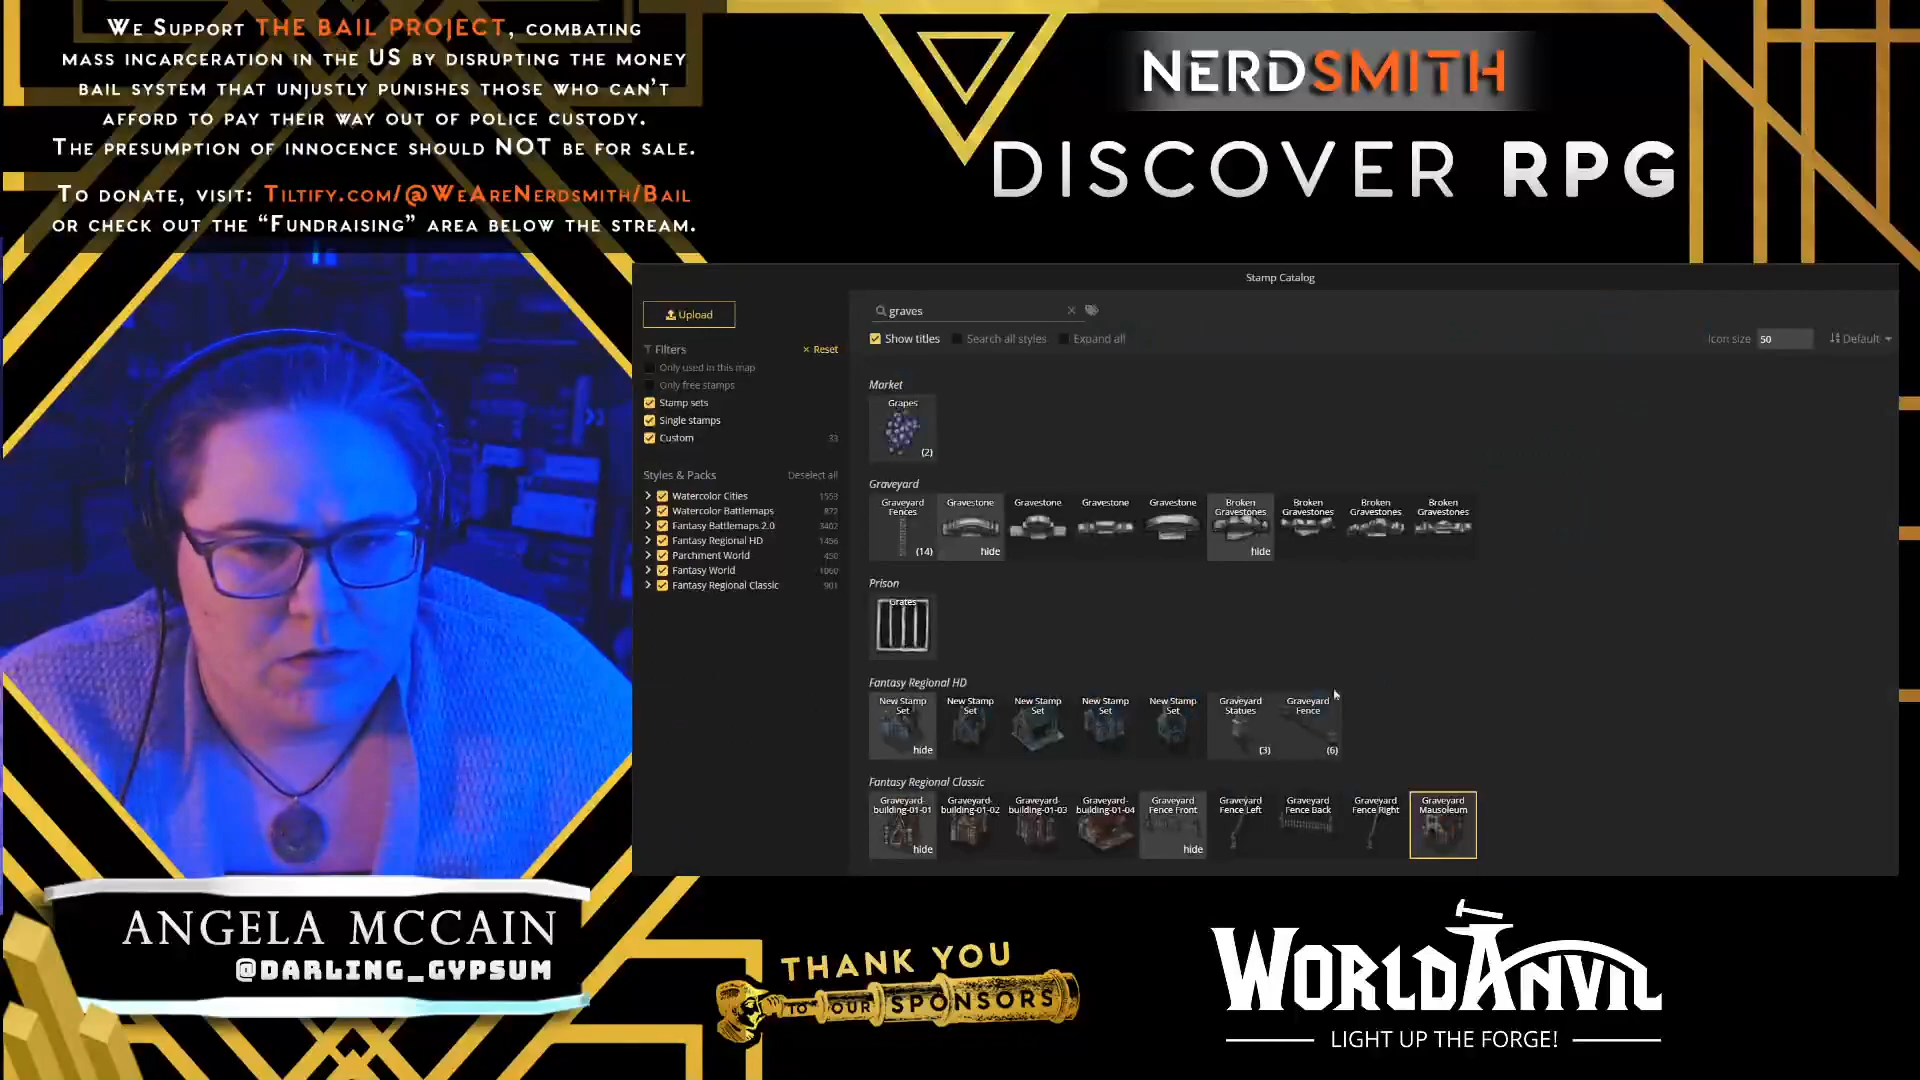 WE SUPPORT THE BAIL PROJECT, COMBATING
MASS INCARCERATION IN THE US BY DISRUPTING THE MONEY
BAIL SYSTEM THAT UNJUSTLY PUNISHES THOSE WHO CAN'T
AFFORD TO PAY THEIR WAY OUT OF POLICE CUSTODY.
THE PRESUMPTION OF INNOCENCE SHOULD NOT BE FOR SALE.
TO DONATE, VISIT: TILTIFY.COM/@WEARENERDSMITH/BAIL
OR CHECK OUT THE “FUNDRAISING” AREA BELOW THE STREAM.
NERDSMITH
DISCOVER RPG
Stamp Catalog
Upload
Filters
× Reset
Only used in this map
Only free stamps
Stamp sets
Single stamps
Custom 33
Styles & Packs Deselect all
Watercolor Cities 1553
Watercolor Battlemaps 872
Fantasy Battlemaps 2.0 3402
Fantasy Regional HD 1456
Parchment World 450
Fantasy World 1060
Fantasy Regional Classic 901
graves
Show titles Search all styles Expand all
Icon size 50 Default
Market
Grapes
(2)
Graveyard
Graveyard Fences Gravestone Gravestone Gravestone Gravestone Broken Gravestones Broken Gravestones Broken Gravestones Broken Gravestones
(14) hide hide
Prison
Grates
Fantasy Regional HD
New Stamp Set New Stamp Set New Stamp Set New Stamp Set New Stamp Set Graveyard Statues Graveyard Fence
hide (3) (6)
Fantasy Regional Classic
Graveyard-building-01-01 Graveyard-building-01-02 Graveyard-building-01-03 Graveyard-building-01-04 Graveyard Fence Front Graveyard Fence Left Graveyard Fence Back Graveyard Fence Right Graveyard Mausoleum
hide hide
ANGELA MCCAIN
@DARLING_GYPSUM
THANK YOU
TO OUR SPONSORS
WORLDANVIL
LIGHT UP THE FORGE!